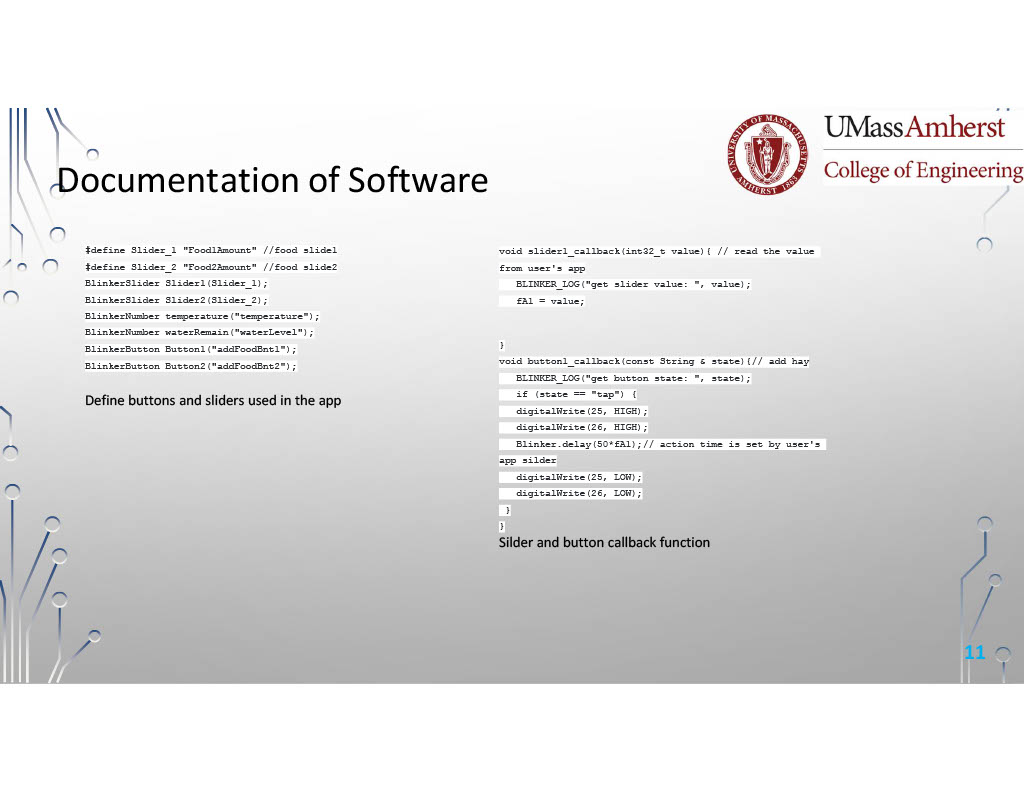 UNIVERSITY OF MASSACHUSETTS
AMHERST 1863
UMassAmherst
College of Engineering
Documentation of Software
#define Slider_1 "Food1Amount" //food slide1
#define Slider_2 "Food2Amount" //food slide2
BlinkerSlider Slider1(Slider_1);
BlinkerSlider Slider2(Slider_2);
BlinkerNumber temperature("temperature");
BlinkerNumber waterRemain("waterLevel");
BlinkerButton Button1("addFoodBnt1");
BlinkerButton Button2("addFoodBnt2");
Define buttons and sliders used in the app
void slider1_callback(int32_t value){ // read the value
from user's app
BLINKER_LOG("get slider value: ", value);
fA1 = value;
}
void button1_callback(const String & state){// add hay
BLINKER_LOG("get button state: ", state);
if (state == "tap") {
digitalWrite(25, HIGH);
digitalWrite(26, HIGH);
Blinker.delay(50*fA1);// action time is set by user's
app silder
digitalWrite(25, LOW);
digitalWrite(26, LOW);
}
}
Silder and button callback function
11